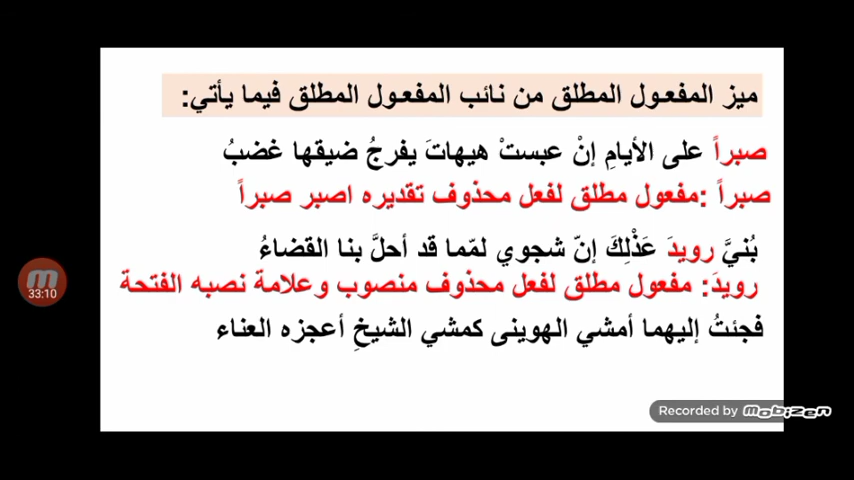 ميز المفعول المطلق من نائب المفعول المطلق فيما يأتي:
صبراً على الأيامِ إنْ عبستْ هيهاتَ يفرجُ ضيقها غضبُ
صبراً :مفعول مطلق لفعل محذوف تقديره اصبر صبراً
بُنيَّ رويدَ عَذْلِكَ إنّ شجوي لمّما قد أحلَّ بنا القضاءُ
رويدَ: مفعول مطلق لفعل محذوف منصوب وعلامة نصبه الفتحة
33:10
فجئتُ إليهما أمشي الهوينى كمشي الشيخِ أعجزه العناء
Recorded by Mobizen